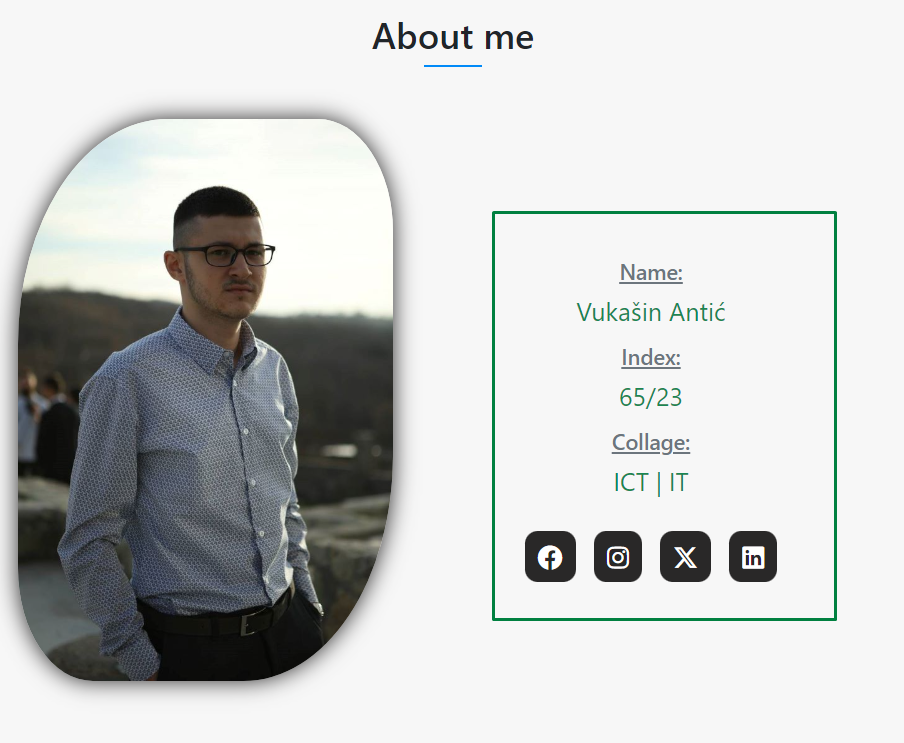 About me
Name:
Vukašin Antić
Index:
65/23
Collage:
ICT | IT